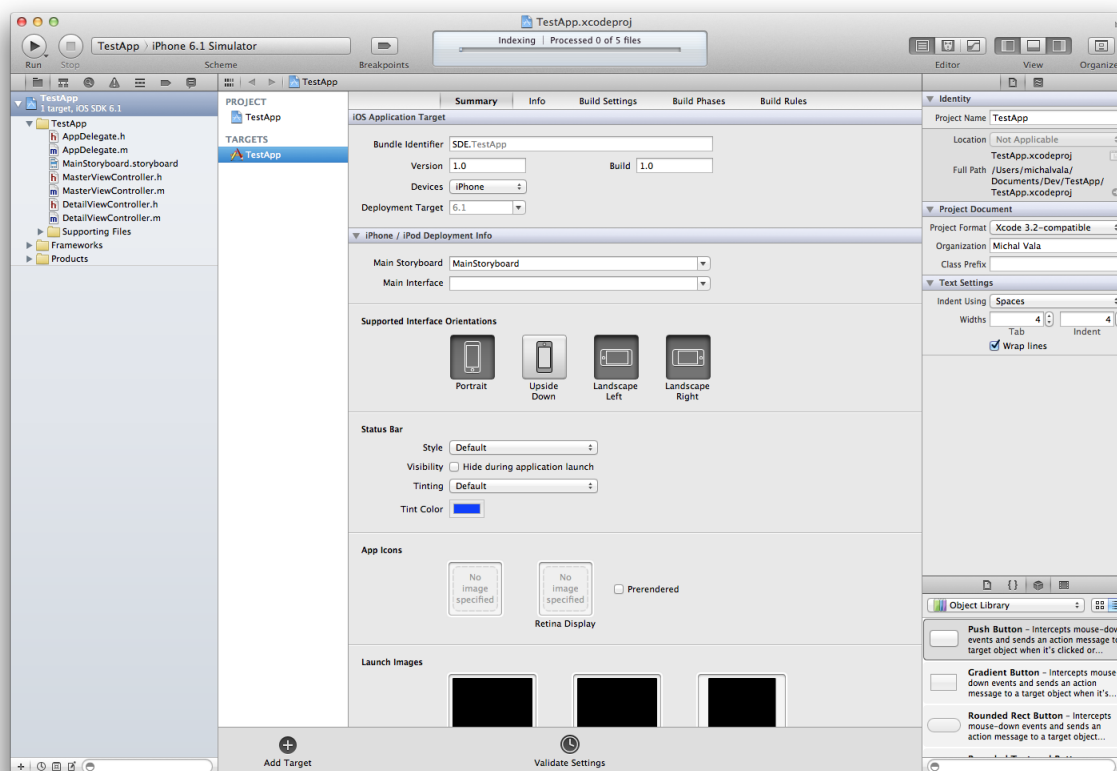 TestApp.xcodeproj
TestApp 〉 iPhone 6.1 Simulator
Indexing | Processed 0 of 5 files
Run
Stop
Scheme
Breakpoints
Editor
View
TestApp
TestApp
1 target, iOS SDK 6.1
TestApp
AppDelegate.h
AppDelegate.m
MainStoryboard.storyboard
MasterViewController.h
MasterViewController.m
DetailViewController.h
DetailViewController.m
Supporting Files
Frameworks
Products
PROJECT
TestApp
TARGETS
TestApp
Summary
Info
Build Settings
Build Phases
Build Rules
iOS Application Target
Bundle Identifier SDE.TestApp
Version 1.0 Build 1.0
Devices iPhone
Deployment Target 6.1
iPhone / iPod Deployment Info
Main Storyboard MainStoryboard
Main Interface
Supported Interface Orientations
Portrait
Upside
Down
Landscape
Left
Landscape
Right
Status Bar
Style Default
Visibility Hide during application launch
Tinting Default
Tint Color
App Icons
No
image
specified
No
image
specified
Prerendered
Retina Display
Launch Images
Add Target
Validate Settings
Identity
Project Name TestApp
Location Not Applicable
TestApp.xcodeproj
Full Path /Users/michalvala/
Documents/Dev/TestApp/
TestApp.xcodeproj
Project Document
Project Format Xcode 3.2-compatible
Organization Michal Vala
Class Prefix
Text Settings
Indent Using Spaces
Widths 4 4
Tab Indent
Wrap lines
{ }
Object Library
Push Button – Intercepts mouse-dow
events and sends an action message to
target object when it's clicked or...
Gradient Button – Intercepts mouse-
down events and sends an action
message to a target object when it's...
Rounded Rect Button – Intercepts
mouse-down events and sends an
action message to a target object...